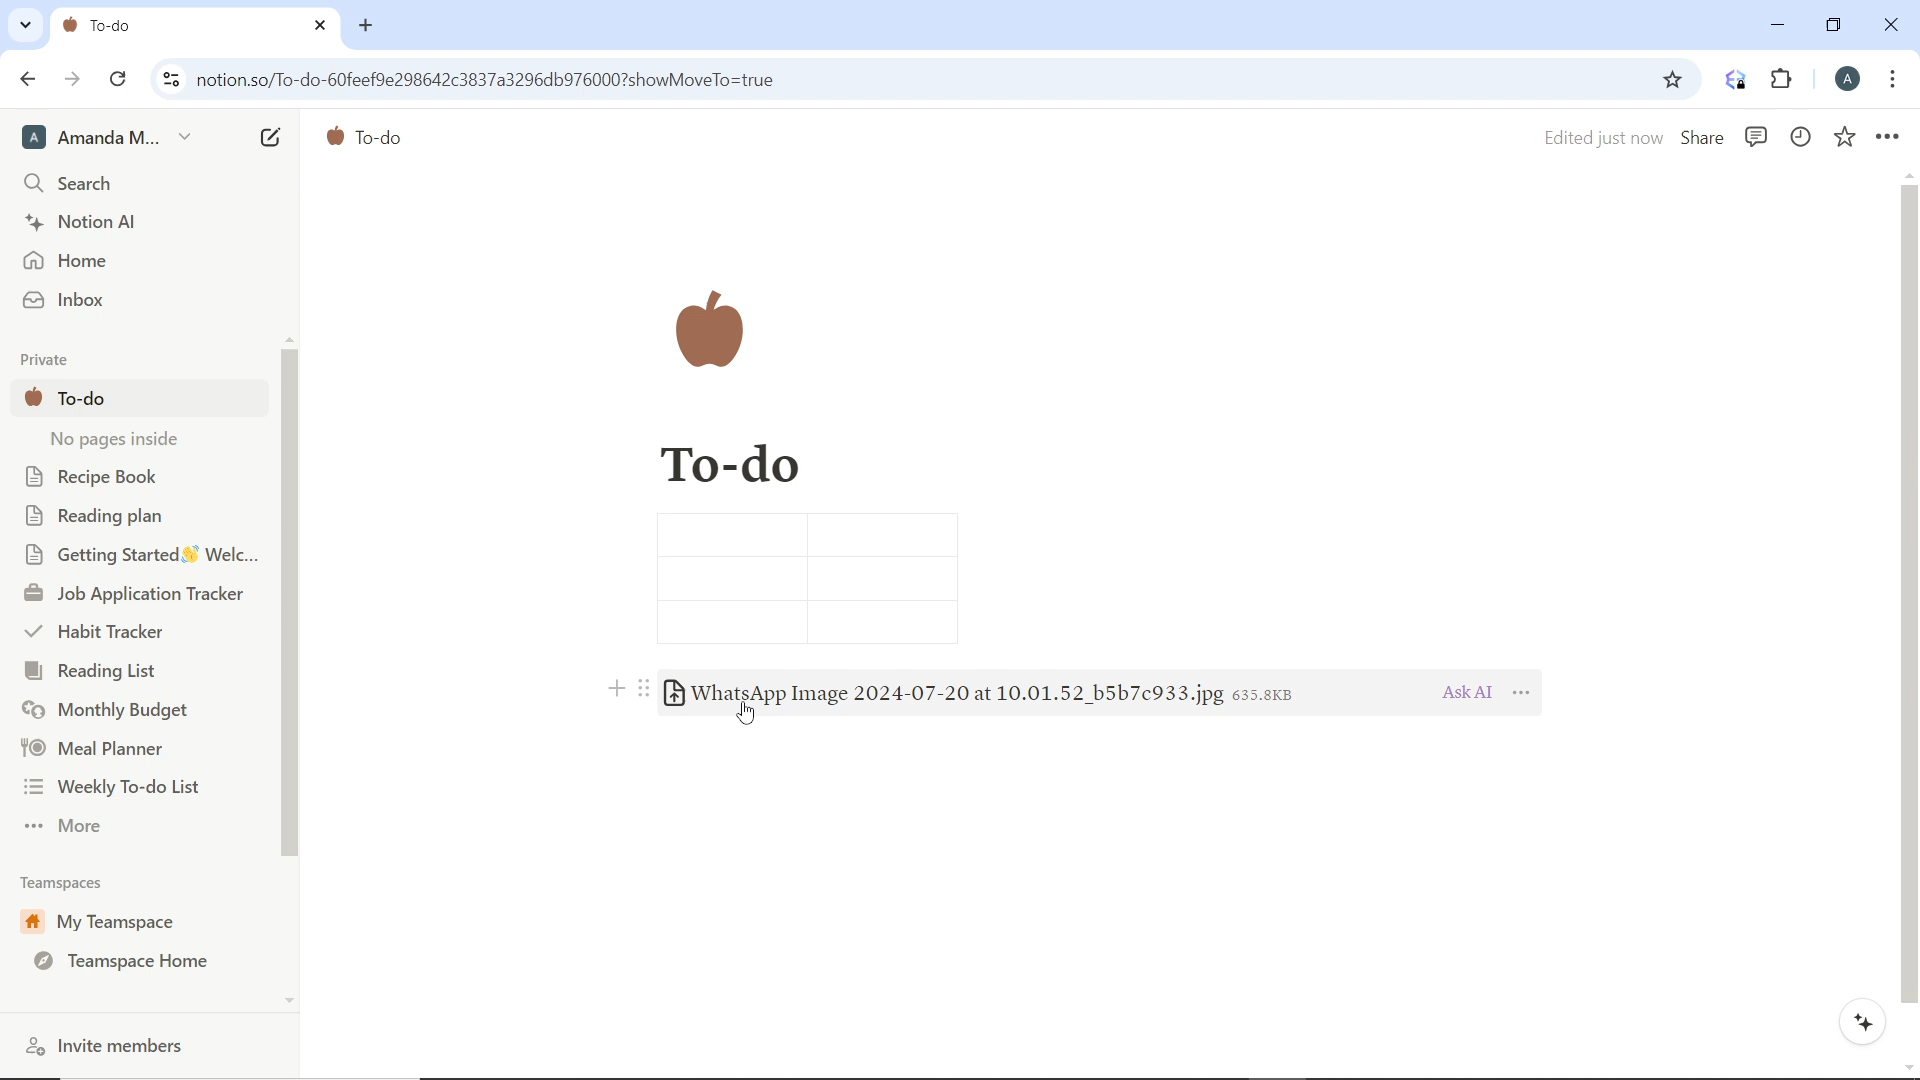 To-do
notion.so/To-do-60feef9e298642c3837a3296db976000?showMoveTo=true
A
A Amanda M...
To-do
Edited just now Share
Search
Notion AI
Home
Inbox
Private
To-do
No pages inside
Recipe Book
Reading plan
Getting Started👋 Welc...
Job Application Tracker
Habit Tracker
Reading List
Monthly Budget
Meal Planner
Weekly To-do List
More
Teamspaces
My Teamspace
Teamspace Home
Invite members
To-do
WhatsApp Image 2024-07-20 at 10.01.52_b5b7c933.jpg 635.8KB Ask AI